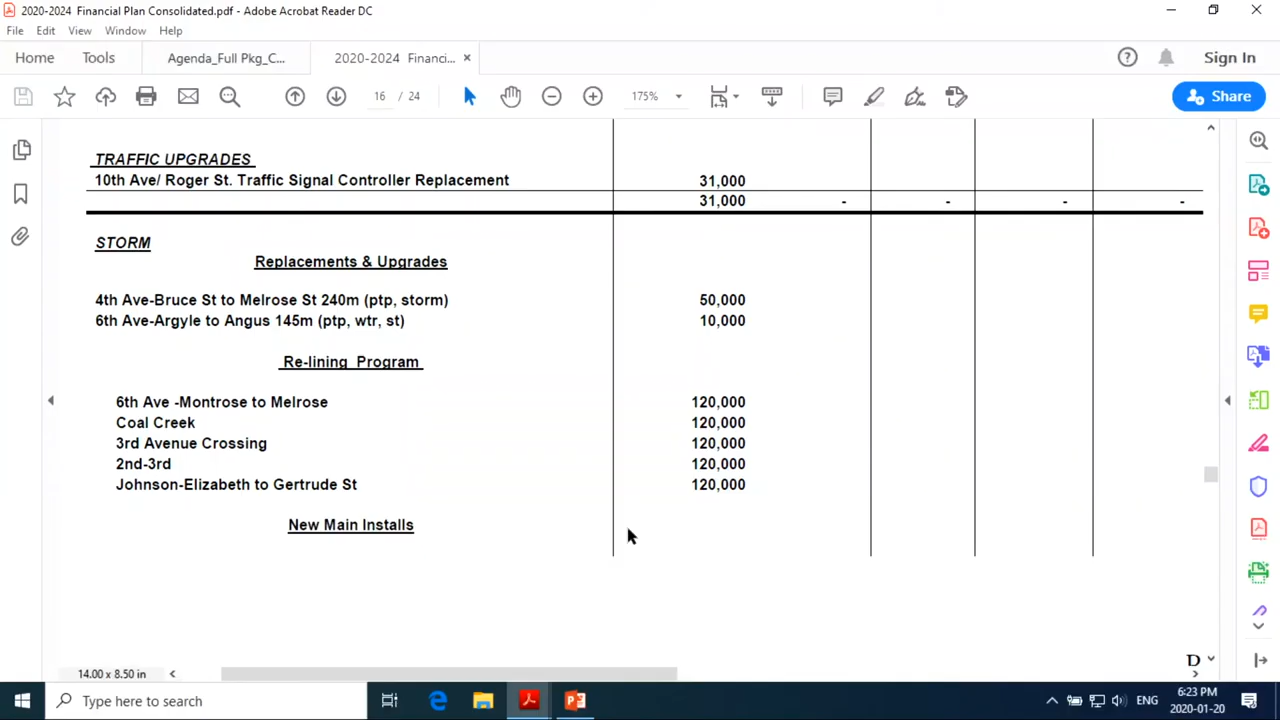 2020-2024 Financial Plan Consolidated.pdf - Adobe Acrobat Reader DC
File Edit View Window Help
Home Tools Agenda_Full Pkg_C... 2020-2024 Financi... ×
Sign In
16 / 24 175% Share
TRAFFIC UPGRADES
10th Ave/ Roger St. Traffic Signal Controller Replacement 31,000
31,000 - - - -
STORM
Replacements & Upgrades
4th Ave-Bruce St to Melrose St 240m (ptp, storm) 50,000
6th Ave-Argyle to Angus 145m (ptp, wtr, st) 10,000
Re-lining Program
6th Ave -Montrose to Melrose 120,000
Coal Creek 120,000
3rd Avenue Crossing 120,000
2nd-3rd 120,000
Johnson-Elizabeth to Gertrude St 120,000
New Main Installs
D
14.00 x 8.50 in
Type here to search
ENG 6:23 PM
2020-01-20